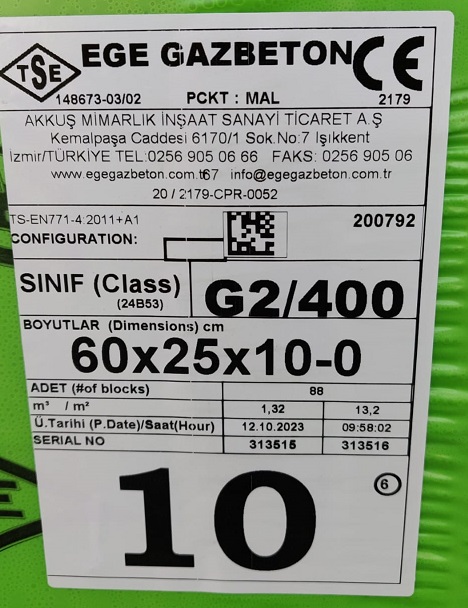 TSE EGE GAZBETON CE
148673-03/02 PCKT : MAL 2179
AKKUŞ MİMARLIK İNŞAAT SANAYİ TİCARET A.Ş
Kemalpaşa Caddesi 6170/1 Sok.No:7 Işıkkent
İzmir/TÜRKİYE TEL:0256 905 06 66 FAKS: 0256 905 06
www.egegazbeton.com.t67 info@egegazbeton.com.tr
20 / 2179-CPR-0052
TS-EN771-4:2011+A1 200792
CONFIGURATION:
SINIF (Class) G2/400
(24B53)
BOYUTLAR (Dimensions) cm
60x25x10-0
ADET (#of blocks) 88
m³ / m² 1,32 13,2
Ü.Tarihi (P.Date)/Saat(Hour) 12.10.2023 09:58:02
SERIAL NO 313515 313516
10 6